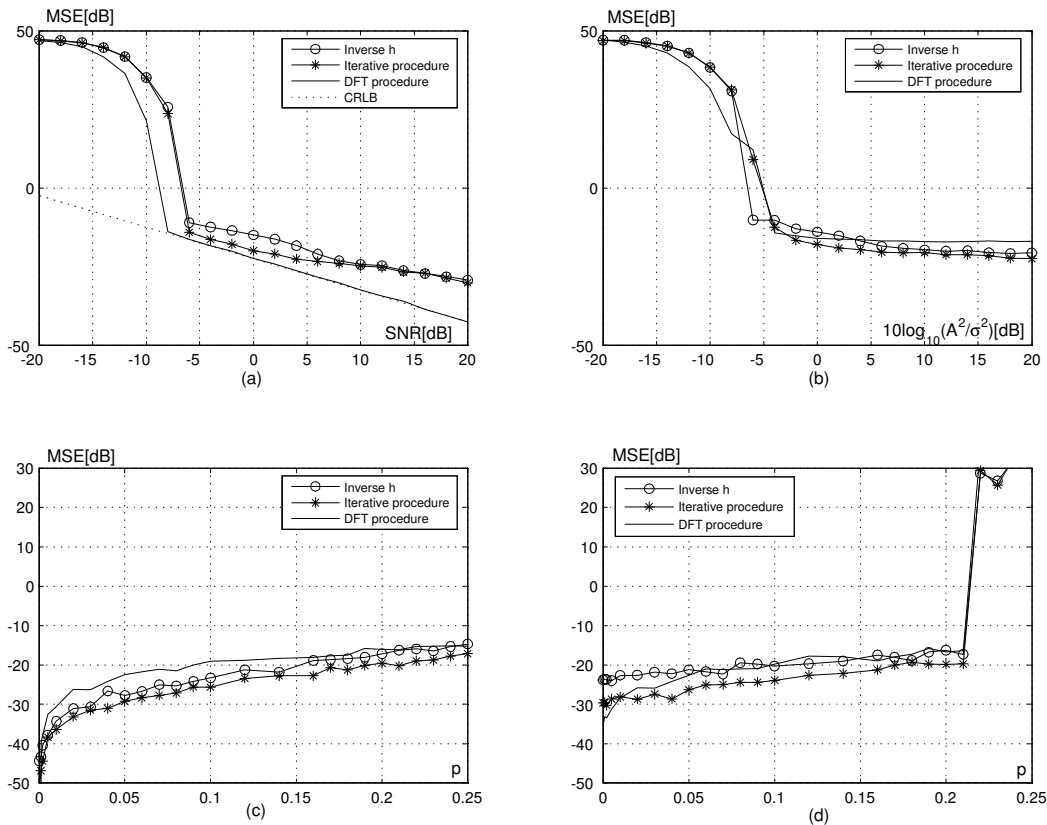 MSE[dB]
50
0
-50
Inverse h
Iterative procedure
DFT procedure
CRLB
SNR[dB]
-20 -15 -10 -5 0 5 10 15 20
(a)
MSE[dB]
50
0
-50
Inverse h
Iterative procedure
DFT procedure
10log10(A²/σ²)[dB]
-20 -15 -10 -5 0 5 10 15 20
(b)
MSE[dB]
30
20
10
0
-10
-20
-30
-40
-50
Inverse h
Iterative procedure
DFT procedure
p
0 0.05 0.1 0.15 0.2 0.25
(c)
MSE[dB]
30
20
10
0
-10
-20
-30
-40
-50
Inverse h
Iterative procedure
DFT procedure
p
0 0.05 0.1 0.15 0.2 0.25
(d)